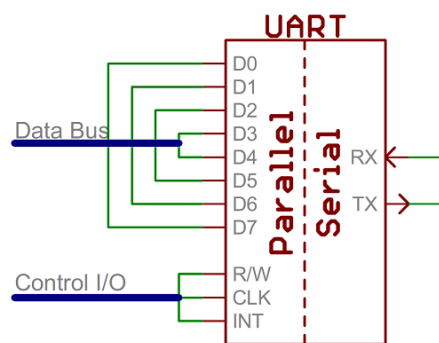 UART
D0
D1
D2
Data Bus
D3
D4
RX
D5
D6
TX
D7
Parallel
Serial
R/W
Control I/O
CLK
INT